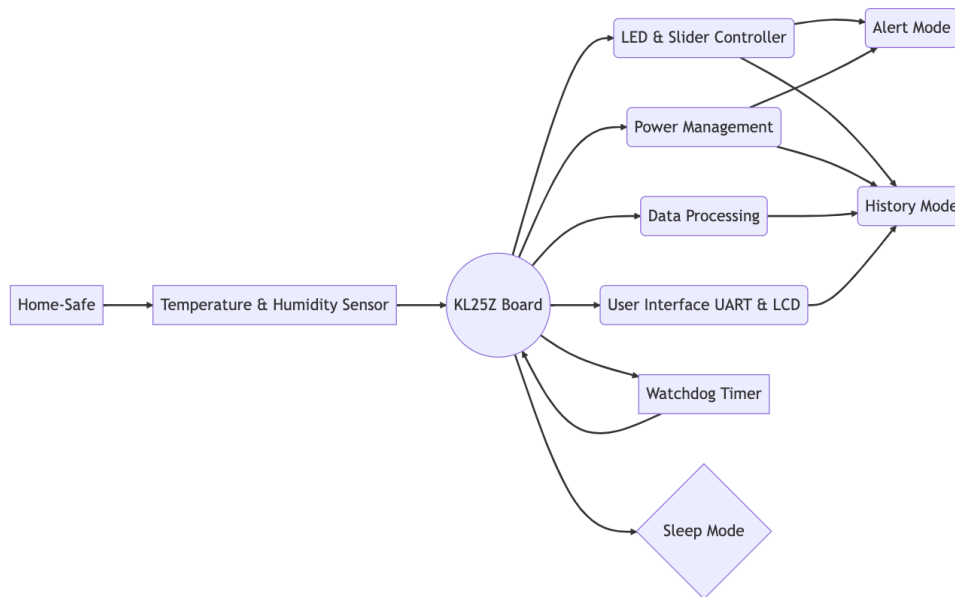 LED & Slider Controller
Alert Mode
Power Management
Data Processing
History Mode
Home-Safe
Temperature & Humidity Sensor
KL25Z Board
User Interface UART & LCD
Watchdog Timer
Sleep Mode